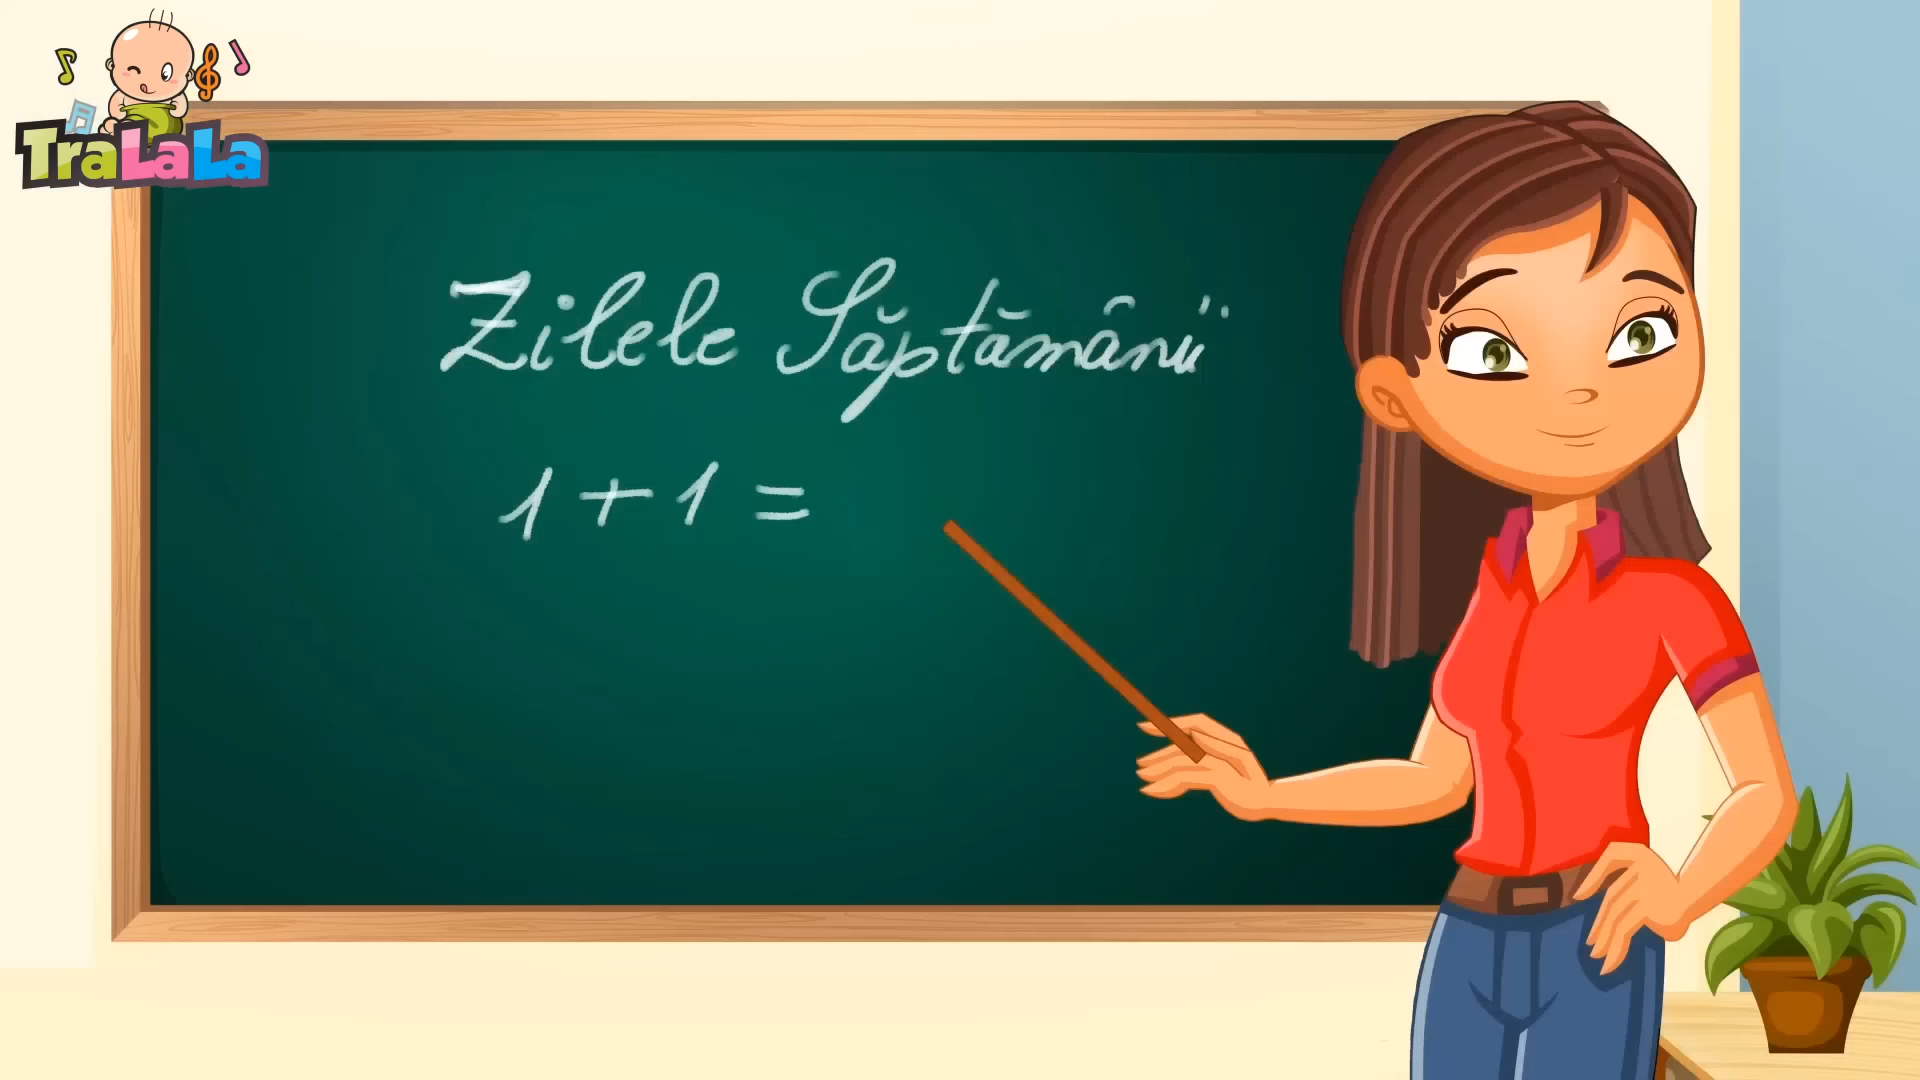 TraLaLa
Zilele Săptămânii
1 + 1 =